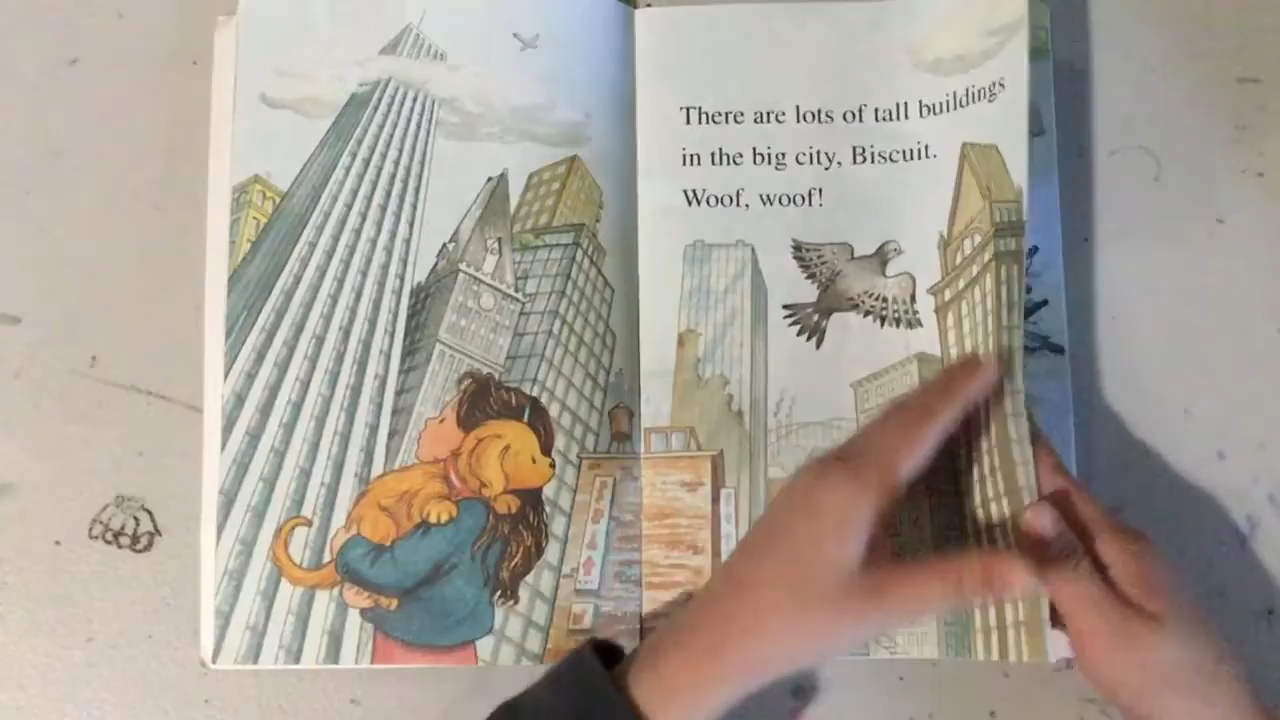 There are lots of tall buildings
in the big city, Biscuit.
Woof, woof!